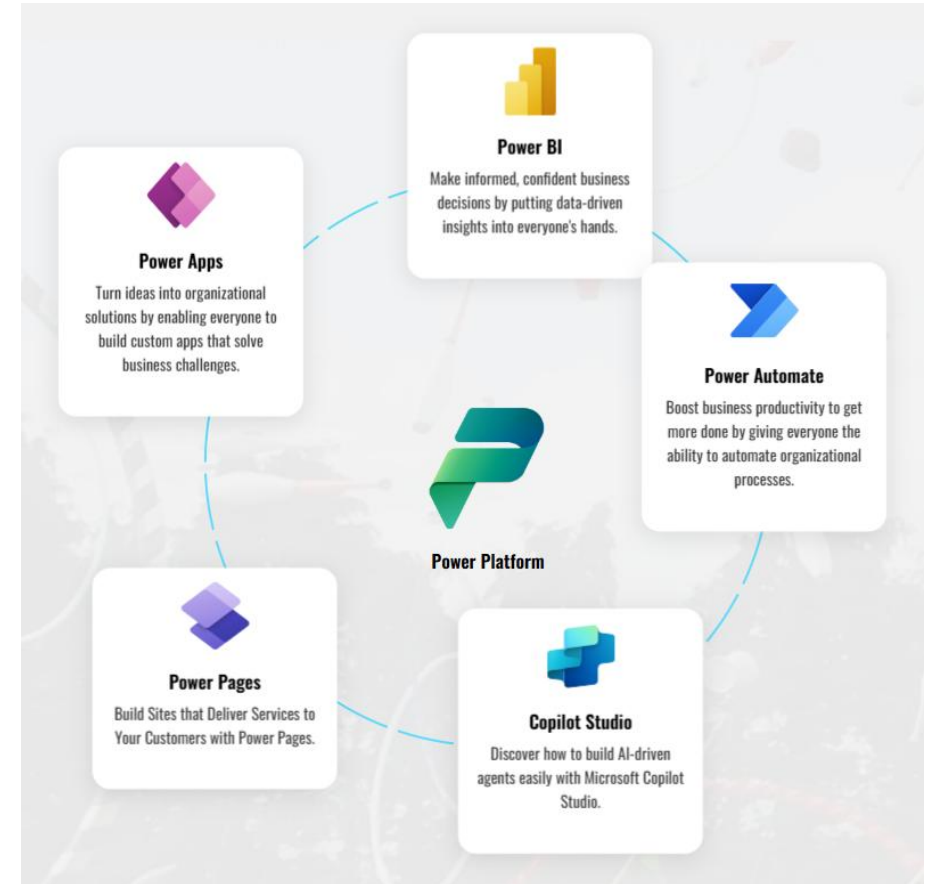 Power BI
Make informed, confident business
decisions by putting data-driven
insights into everyone's hands.
Power Apps
Turn ideas into organizational
solutions by enabling everyone to
build custom apps that solve
business challenges.
Power Automate
Boost business productivity to get
more done by giving everyone the
ability to automate organizational
processes.
Power Platform
Power Pages
Build Sites that Deliver Services to
Your Customers with Power Pages.
Copilot Studio
Discover how to build AI-driven
agents easily with Microsoft Copilot
Studio.